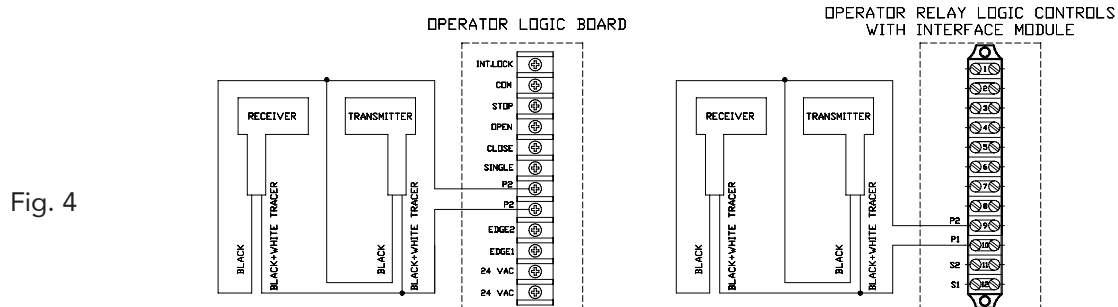 Fig. 4
OPERATOR LOGIC BOARD
RECEIVER
TRANSMITTER
BLACK
BLACK+WHITE TRACER
BLACK
BLACK+WHITE TRACER
INT.LOCK
COM
STOP
OPEN
CLOSE
SINGLE
P2
P2
EDGE2
EDGE1
24 VAC
24 VAC
OPERATOR RELAY LOGIC CONTROLS
WITH INTERFACE MODULE
RECEIVER
TRANSMITTER
BLACK
BLACK+WHITE TRACER
BLACK
BLACK+WHITE TRACER
1
2
3
4
5
6
7
8
P2 9
P1 10
S2 11
S1 12